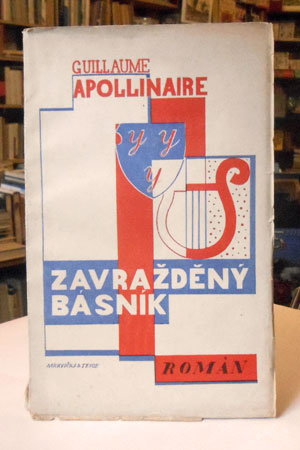 GUILLAUME
APOLLINAIRE
y y
y
ZAVRAŽDĚNÝ
BÁSNÍK
ROMÁN